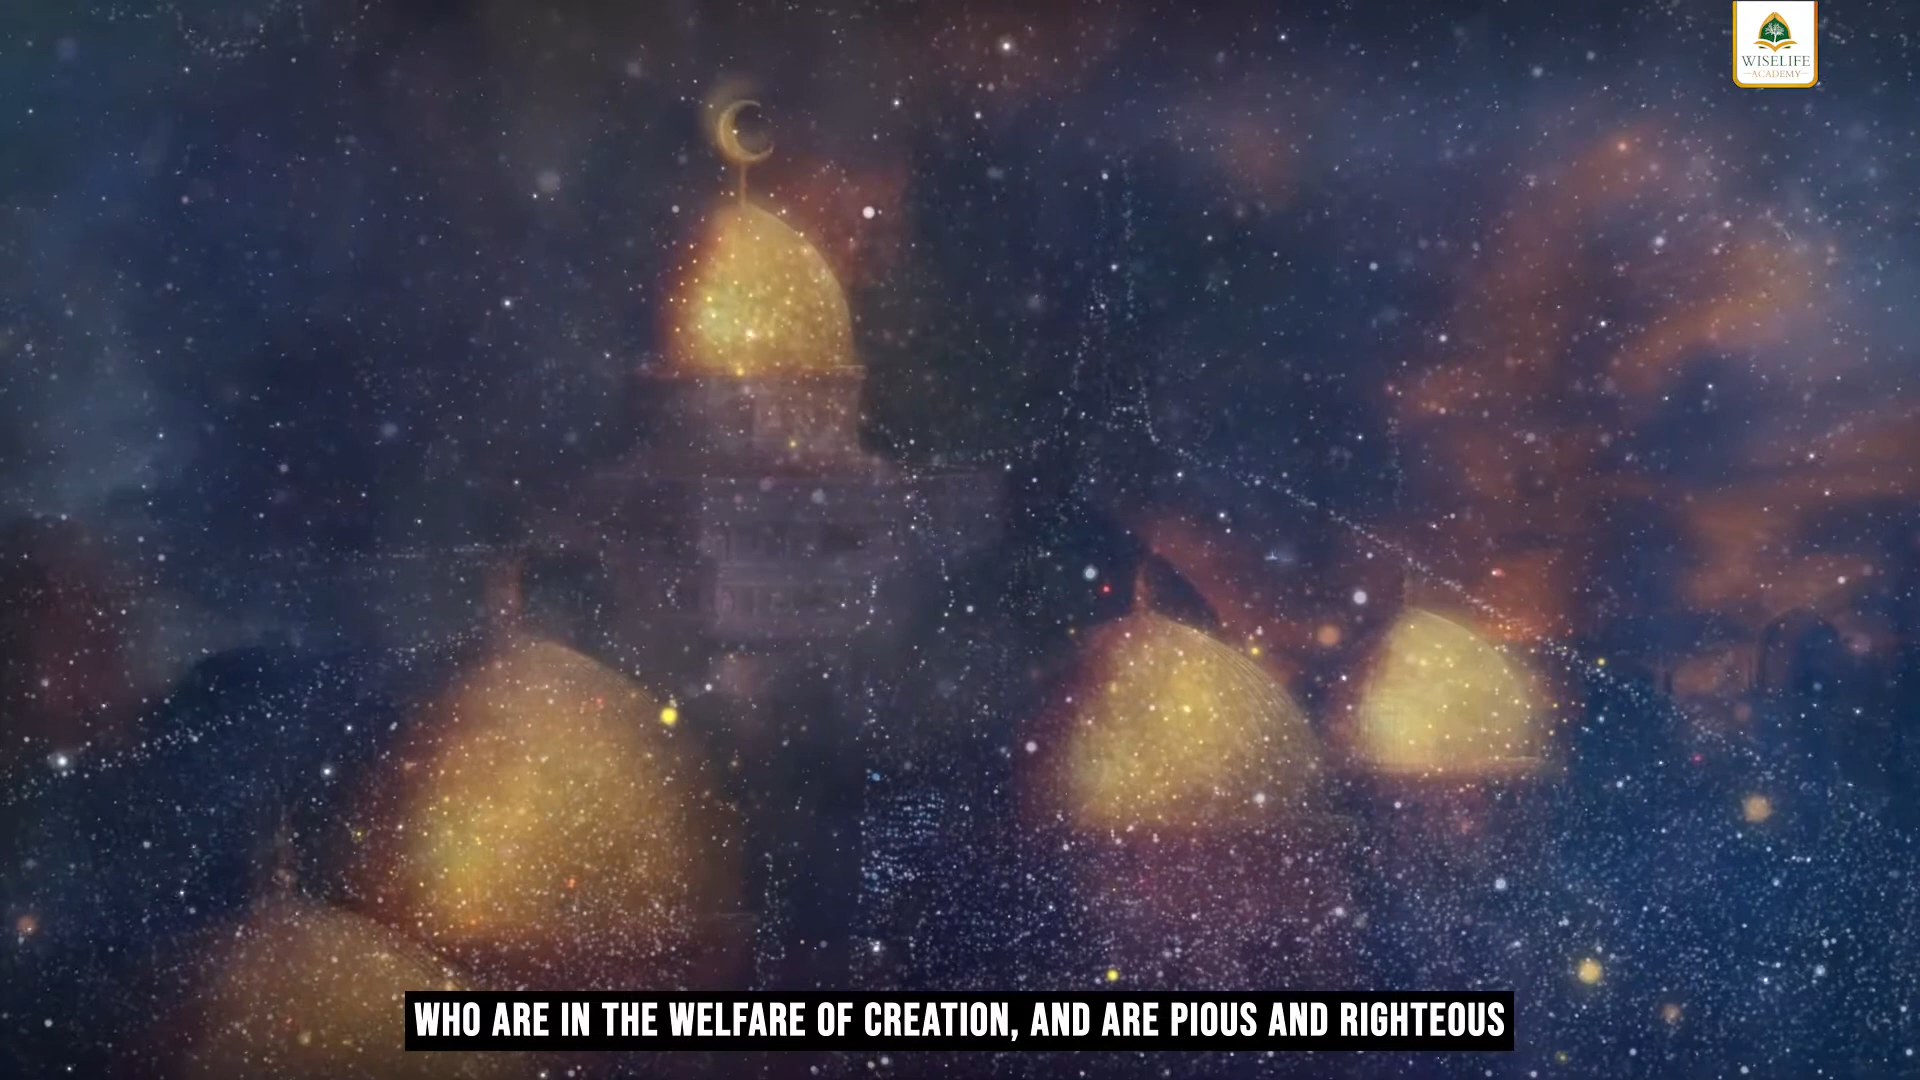 WISELIFE
ACADEMY
WHO ARE IN THE WELFARE OF CREATION, AND ARE PIOUS AND RIGHTEOUS